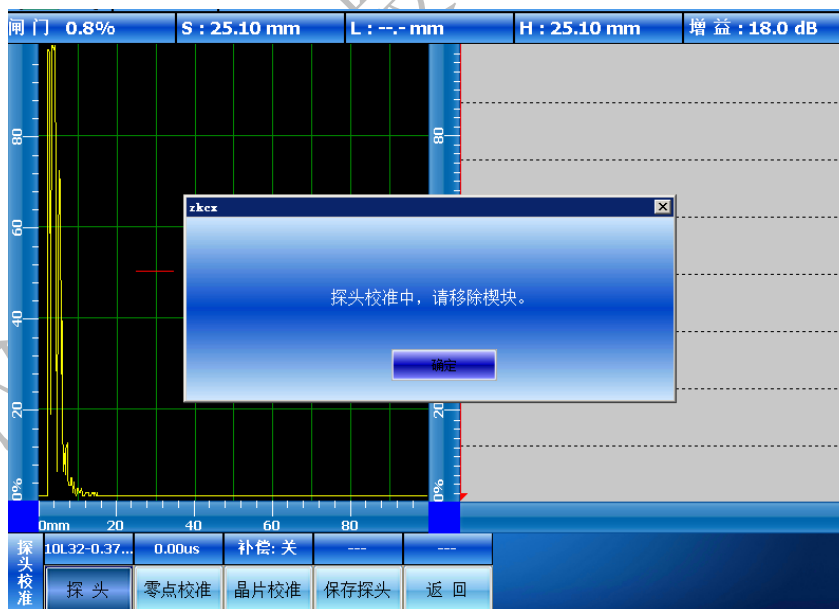 闸门 0.8% S : 25.10 mm L : --.- mm H : 25.10 mm 增 益 : 18.0 dB
80 80
zkcx
60
探头校准中，请移除楔块。
40
确定
20 20
0% 0%
0mm 20 40 60 80
探头校准
10L32-0.37... 0.00us 补偿: 关 --- ---
探 头 零点校准 晶片校准 保存探头 返 回